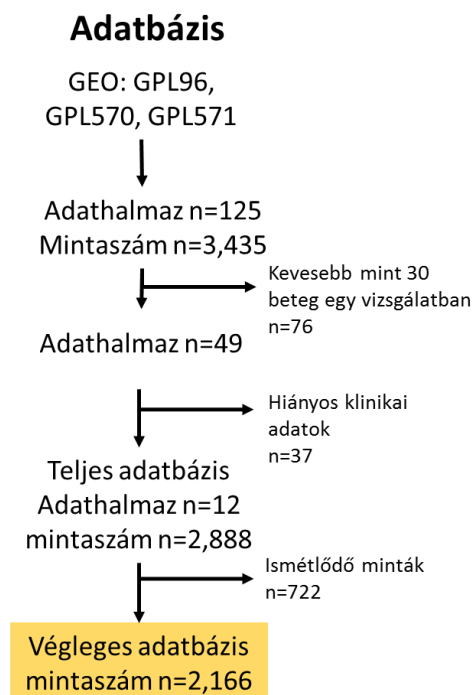 Adatbázis
GEO: GPL96,
GPL570, GPL571
Adathalmaz n=125
Mintaszám n=3,435
Kevesebb mint 30
beteg egy vizsgálatban
n=76
Adathalmaz n=49
Hiányos klinikai
adatok
n=37
Teljes adatbázis
Adathalmaz n=12
mintaszám n=2,888
Ismétlődő minták
n=722
Végleges adatbázis
mintaszám n=2,166